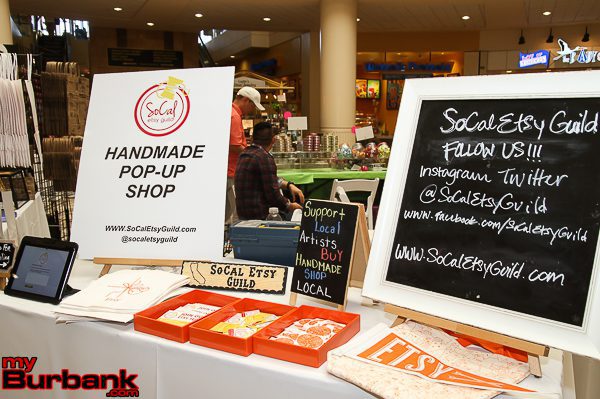 SoCal
etsy guild
HANDMADE
POP-UP
SHOP
www.SoCalEtsyGuild.com
@socaletsyguild
SoCal Etsy
Guild
Support
Local
Artists
BUY
HANDMADE
SHOP
LOCAL
SoCal Etsy Guild
Follow US!!!
Instagram Twitter
@SoCalEtsyGuild
www.facebook.com/SoCalEtsyGuild
www.SoCalEtsyGuild.com
ETSY
my
Burbank
.com